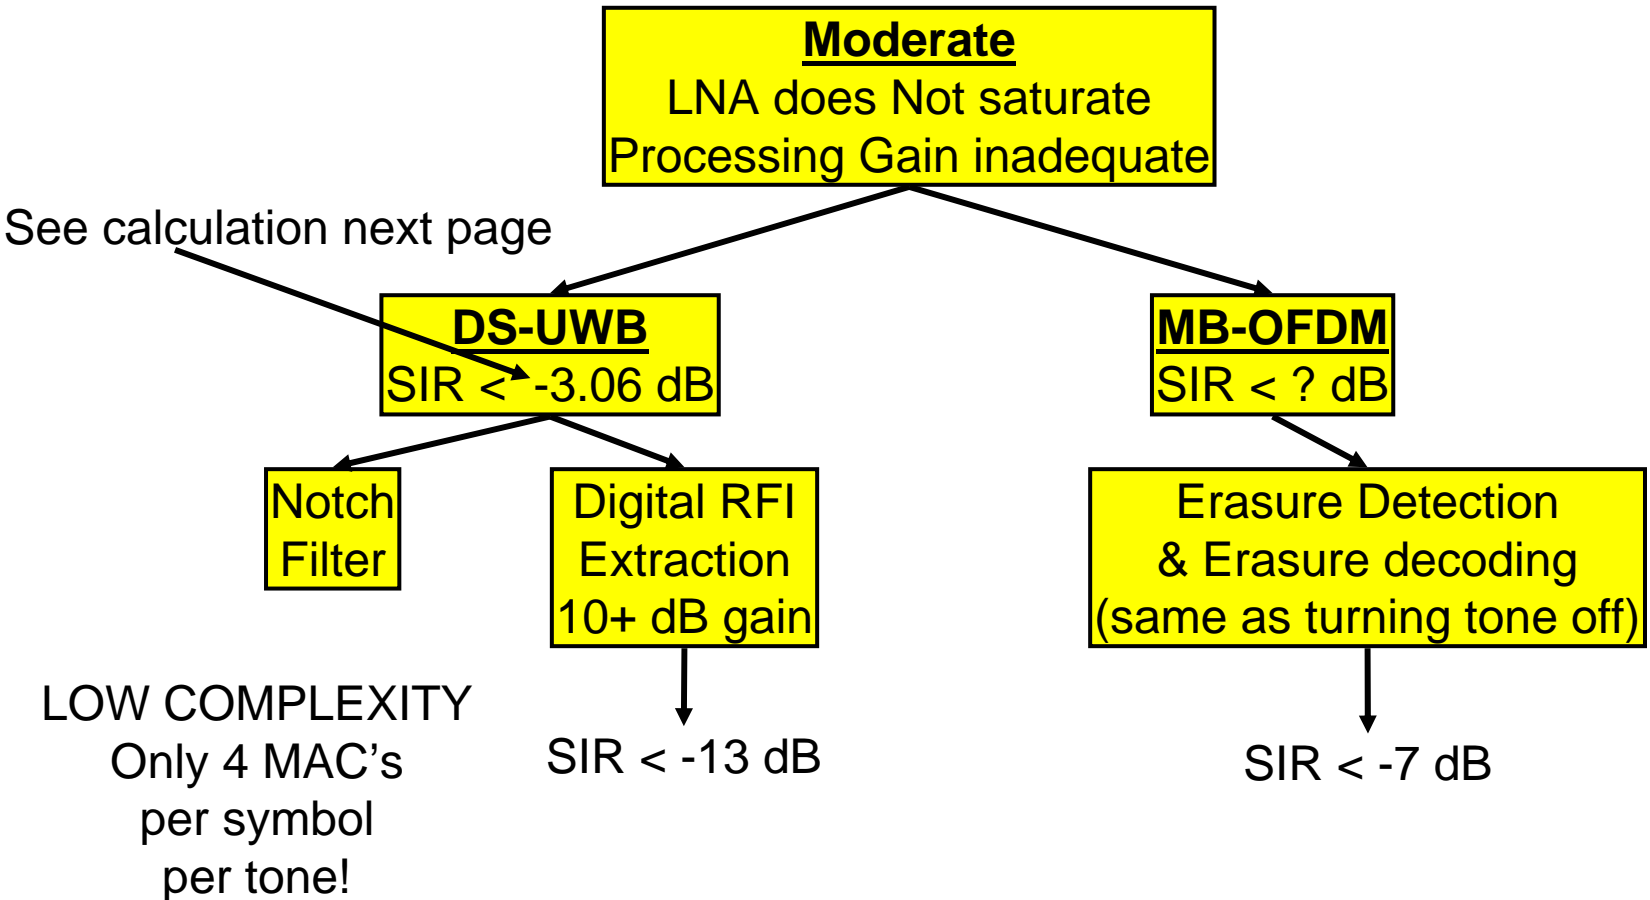 Moderate
LNA does Not saturate
Processing Gain inadequate
See calculation next page
DS-UWB
SIR < -3.06 dB
MB-OFDM
SIR < ? dB
Notch
Filter
Digital RFI
Extraction
10+ dB gain
Erasure Detection
& Erasure decoding
(same as turning tone off)
LOW COMPLEXITY
Only 4 MAC's
per symbol
per tone!
SIR < -13 dB
SIR < -7 dB